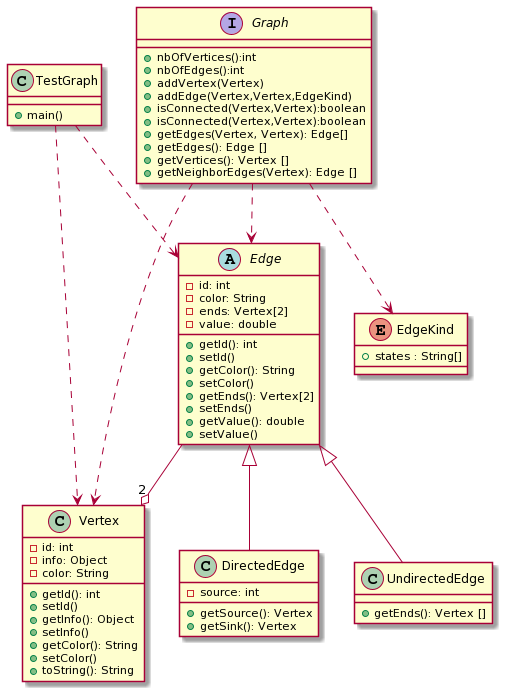 I Graph
nbOfVertices():int
nbOfEdges():int
addVertex(Vertex)
addEdge(Vertex,Vertex,EdgeKind)
isConnected(Vertex,Vertex):boolean
isConnected(Vertex,Vertex):boolean
getEdges(Vertex, Vertex): Edge[]
getEdges(): Edge []
getVertices(): Vertex []
getNeighborEdges(Vertex): Edge []
C TestGraph
main()
A Edge
id: int
color: String
ends: Vertex[2]
value: double
getId(): int
setId()
getColor(): String
setColor()
getEnds(): Vertex[2]
setEnds()
getValue(): double
setValue()
E EdgeKind
states : String[]
2
C Vertex
id: int
info: Object
color: String
getId(): int
setId()
getInfo(): Object
setInfo()
getColor(): String
setColor()
toString(): String
C DirectedEdge
source: int
getSource(): Vertex
getSink(): Vertex
C UndirectedEdge
getEnds(): Vertex []